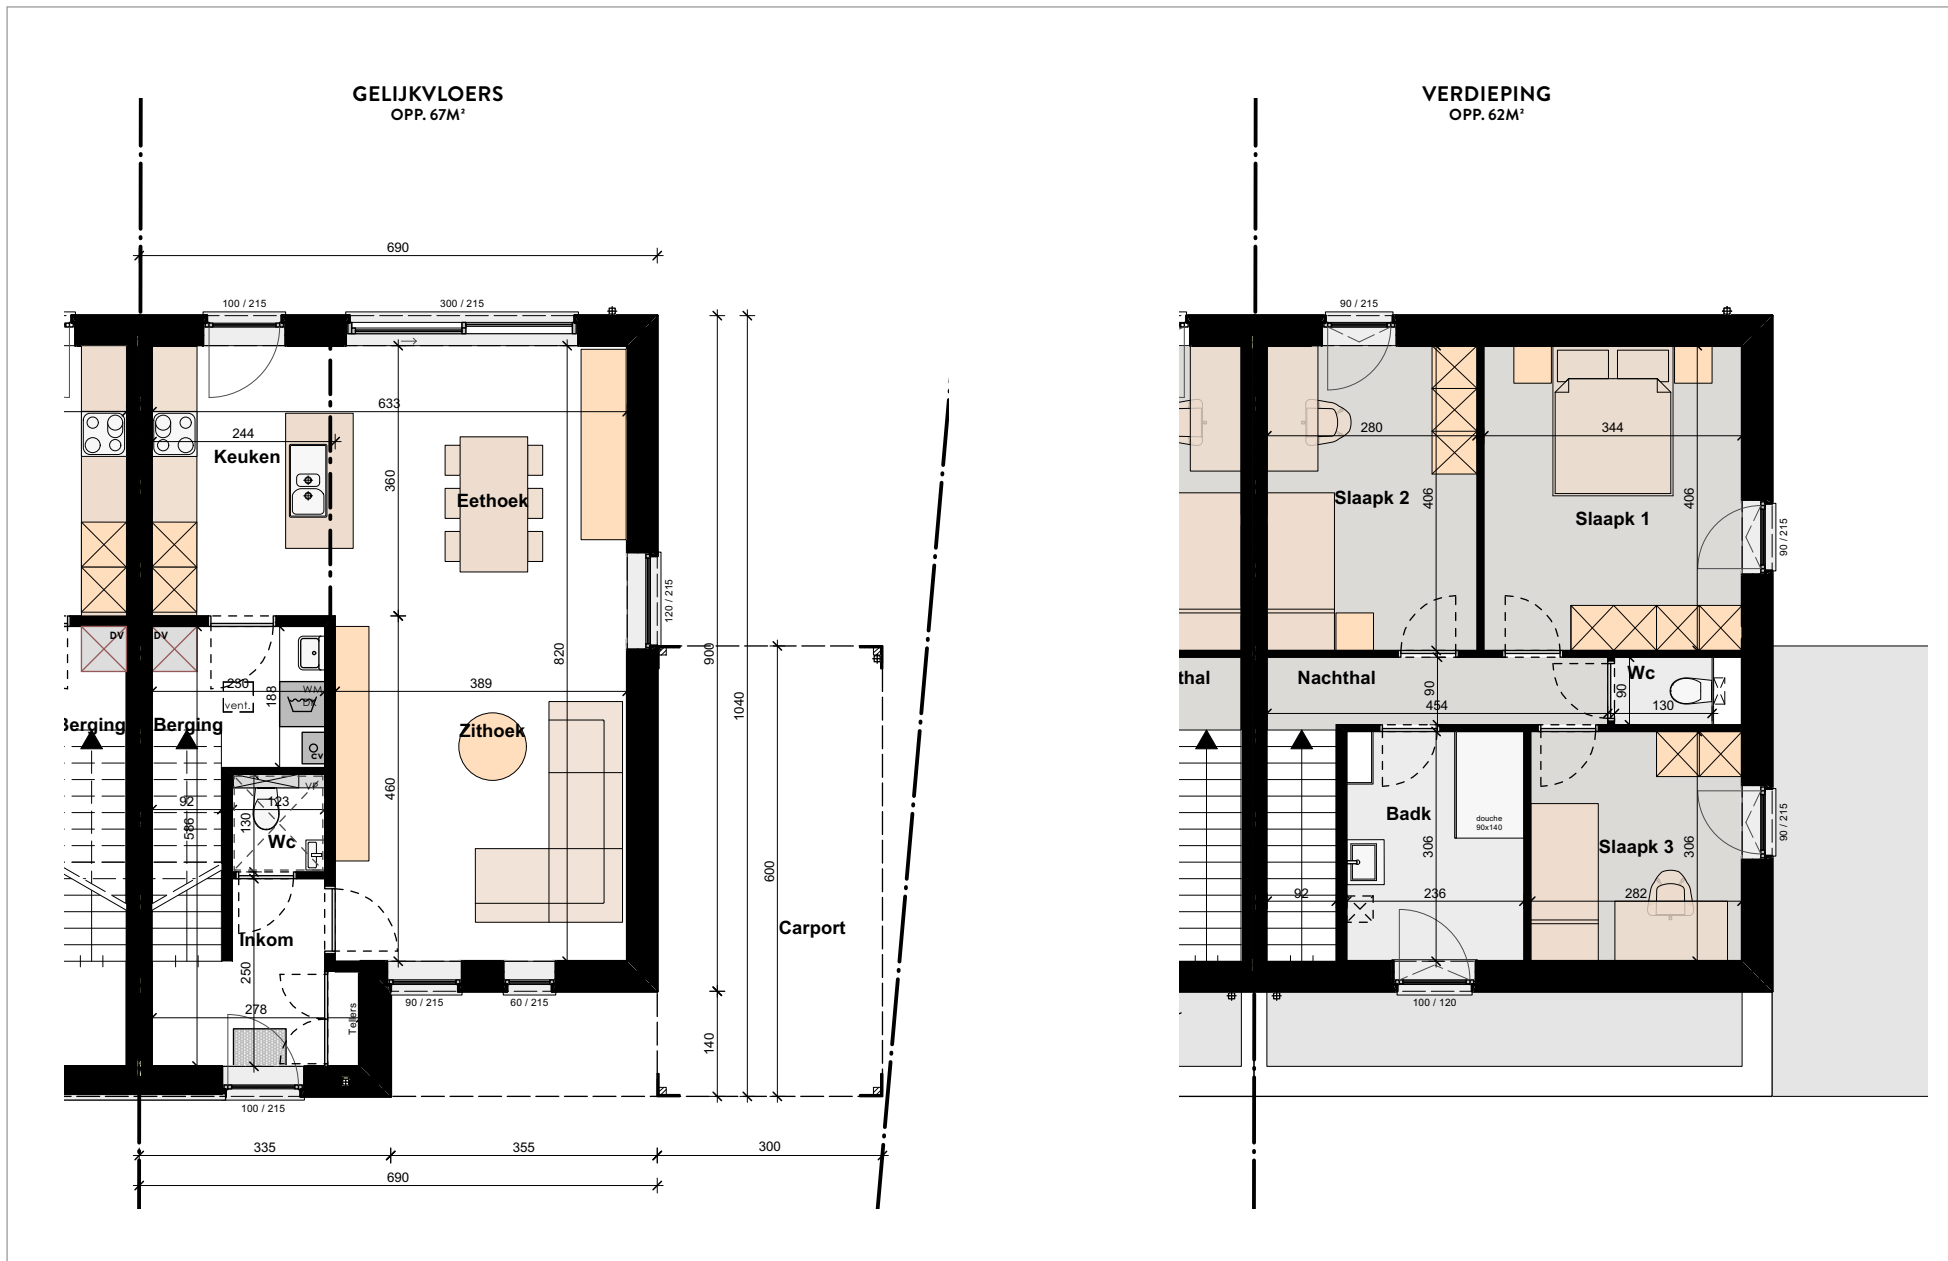 GELIJKVLOERS
OPP. 67M²
690
100 / 215
300 / 215
633
244
Keuken
360
Eethoek
120 / 215
DV
DV
230
188
WM
DK
vent.
389
820
900
1040
Berging
Berging
Zithoek
CV
VP
92
123
586
130
Wc
460
600
Carport
Inkom
250
278
Tellers
90 / 215
60 / 215
140
100 / 215
335
355
300
690
VERDIEPING
OPP. 62M²
90 / 215
280
344
Slaapk 2
406
Slaapk 1
406
90 / 215
thal
Nachthal
90
454
90
Wc
130
Badk
douche
90x140
306
Slaapk 3
306
90 / 215
92
236
282
100 / 120